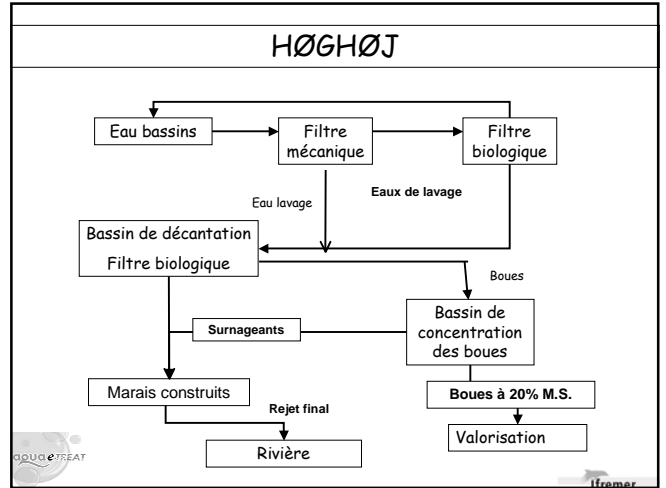 HØGHØJ
Eau bassins
Filtre
mécanique
Filtre
biologique
Eau lavage
Eaux de lavage
Bassin de décantation
Filtre biologique
Boues
Bassin de
concentration
des boues
Surnageants
Marais construits
Boues à 20% M.S.
Rejet final
Valorisation
Rivière
aquaeTREAT
Ifremer